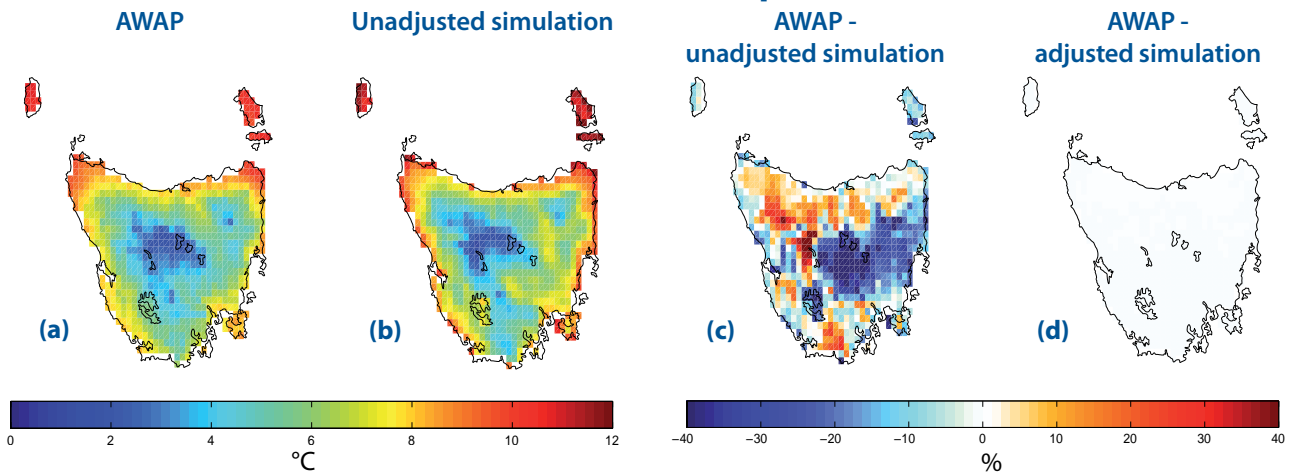 AWAP
Unadjusted simulation
AWAP -
unadjusted simulation
AWAP -
adjusted simulation
(a)
(b)
(c)
(d)
0 2 4 6 8 10 12
°C
−40 −30 −20 −10 0 10 20 30 40
%